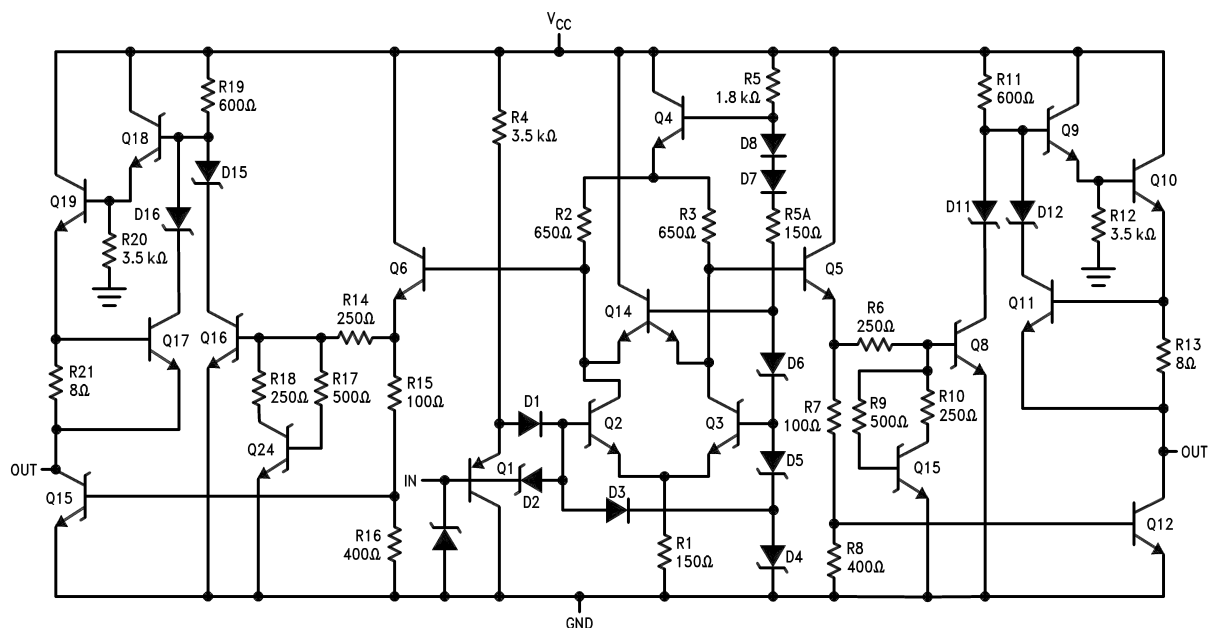 VCC
R19
600Ω
Q18
D15
Q19
D16
R20
3.5 kΩ
R4
3.5 kΩ
Q4
R5
1.8 kΩ
D8
D7
R2
650Ω
R3
650Ω
R5A
150Ω
R11
600Ω
Q9
Q10
D11
D12
R12
3.5 kΩ
Q6
Q5
Q14
Q11
Q17
Q16
R14
250Ω
R6
250Ω
Q8
R13
8Ω
R21
8Ω
R18
250Ω
R17
500Ω
R15
100Ω
D6
D1
Q2
Q3
R7
100Ω
R9
500Ω
R10
250Ω
Q24
OUT
Q15
IN
Q1
D2
D5
D3
Q15
OUT
Q12
R16
400Ω
R1
150Ω
D4
R8
400Ω
GND